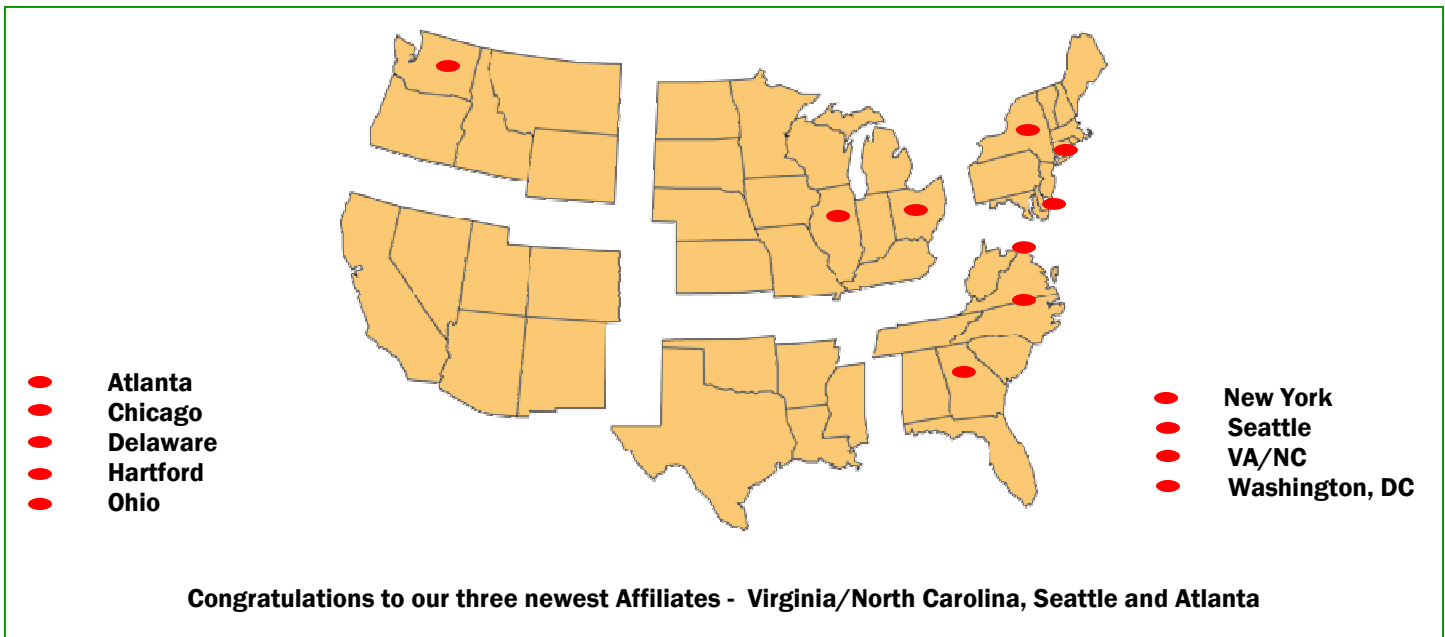 Atlanta
Chicago
Delaware
Hartford
Ohio
New York
Seattle
VA/NC
Washington, DC
Congratulations to our three newest Affiliates - Virginia/North Carolina, Seattle and Atlanta